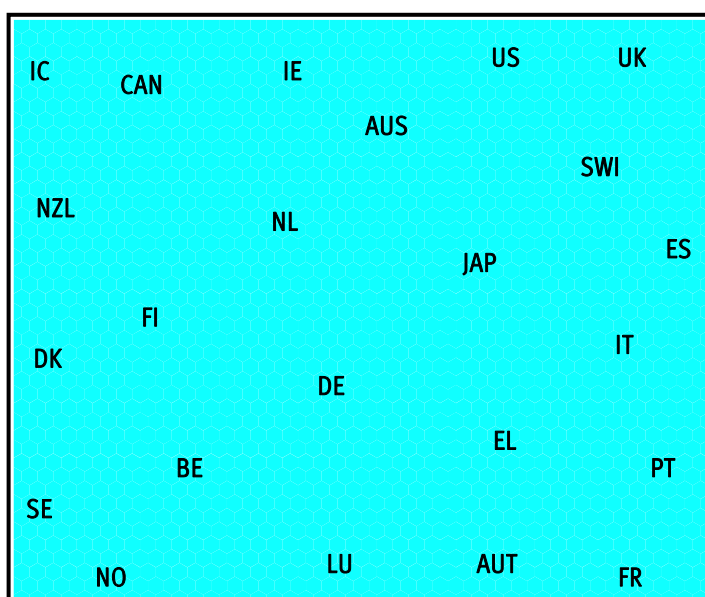 US
UK
IC
IE
CAN
AUS
SWI
NZL
NL
ES
JAP
FI
IT
DK
DE
EL
BE
PT
SE
LU
AUT
NO
FR